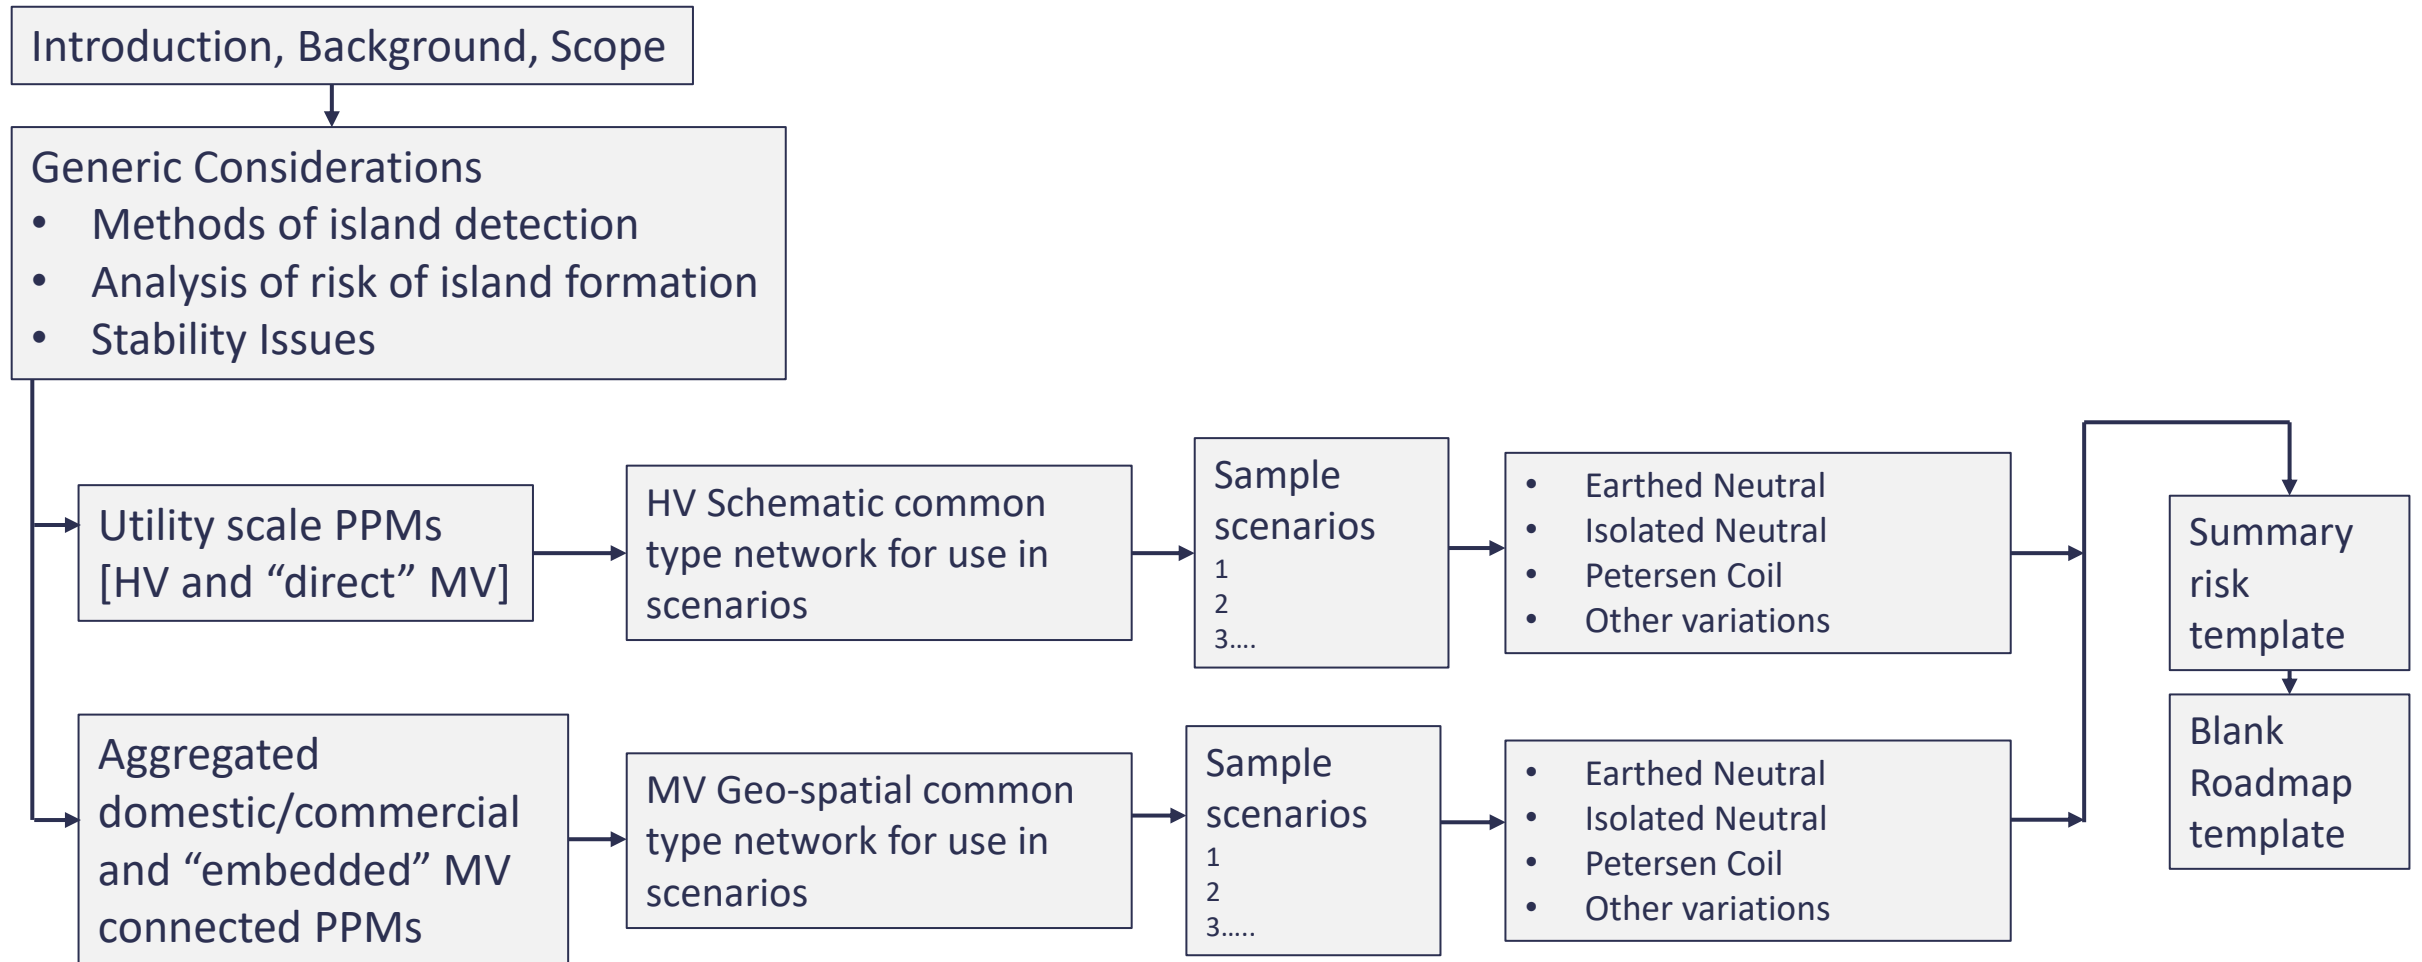 Introduction, Background, Scope
Generic Considerations
• Methods of island detection
• Analysis of risk of island formation
• Stability Issues
Utility scale PPMs
[HV and “direct” MV]
HV Schematic common
type network for use in
scenarios
Sample
scenarios
1
2
3....
• Earthed Neutral
• Isolated Neutral
• Petersen Coil
• Other variations
Summary
risk
template
Blank
Roadmap
template
Aggregated
domestic/commercial
and “embedded” MV
connected PPMs
MV Geo-spatial common
type network for use in
scenarios
Sample
scenarios
1
2
3.....
• Earthed Neutral
• Isolated Neutral
• Petersen Coil
• Other variations